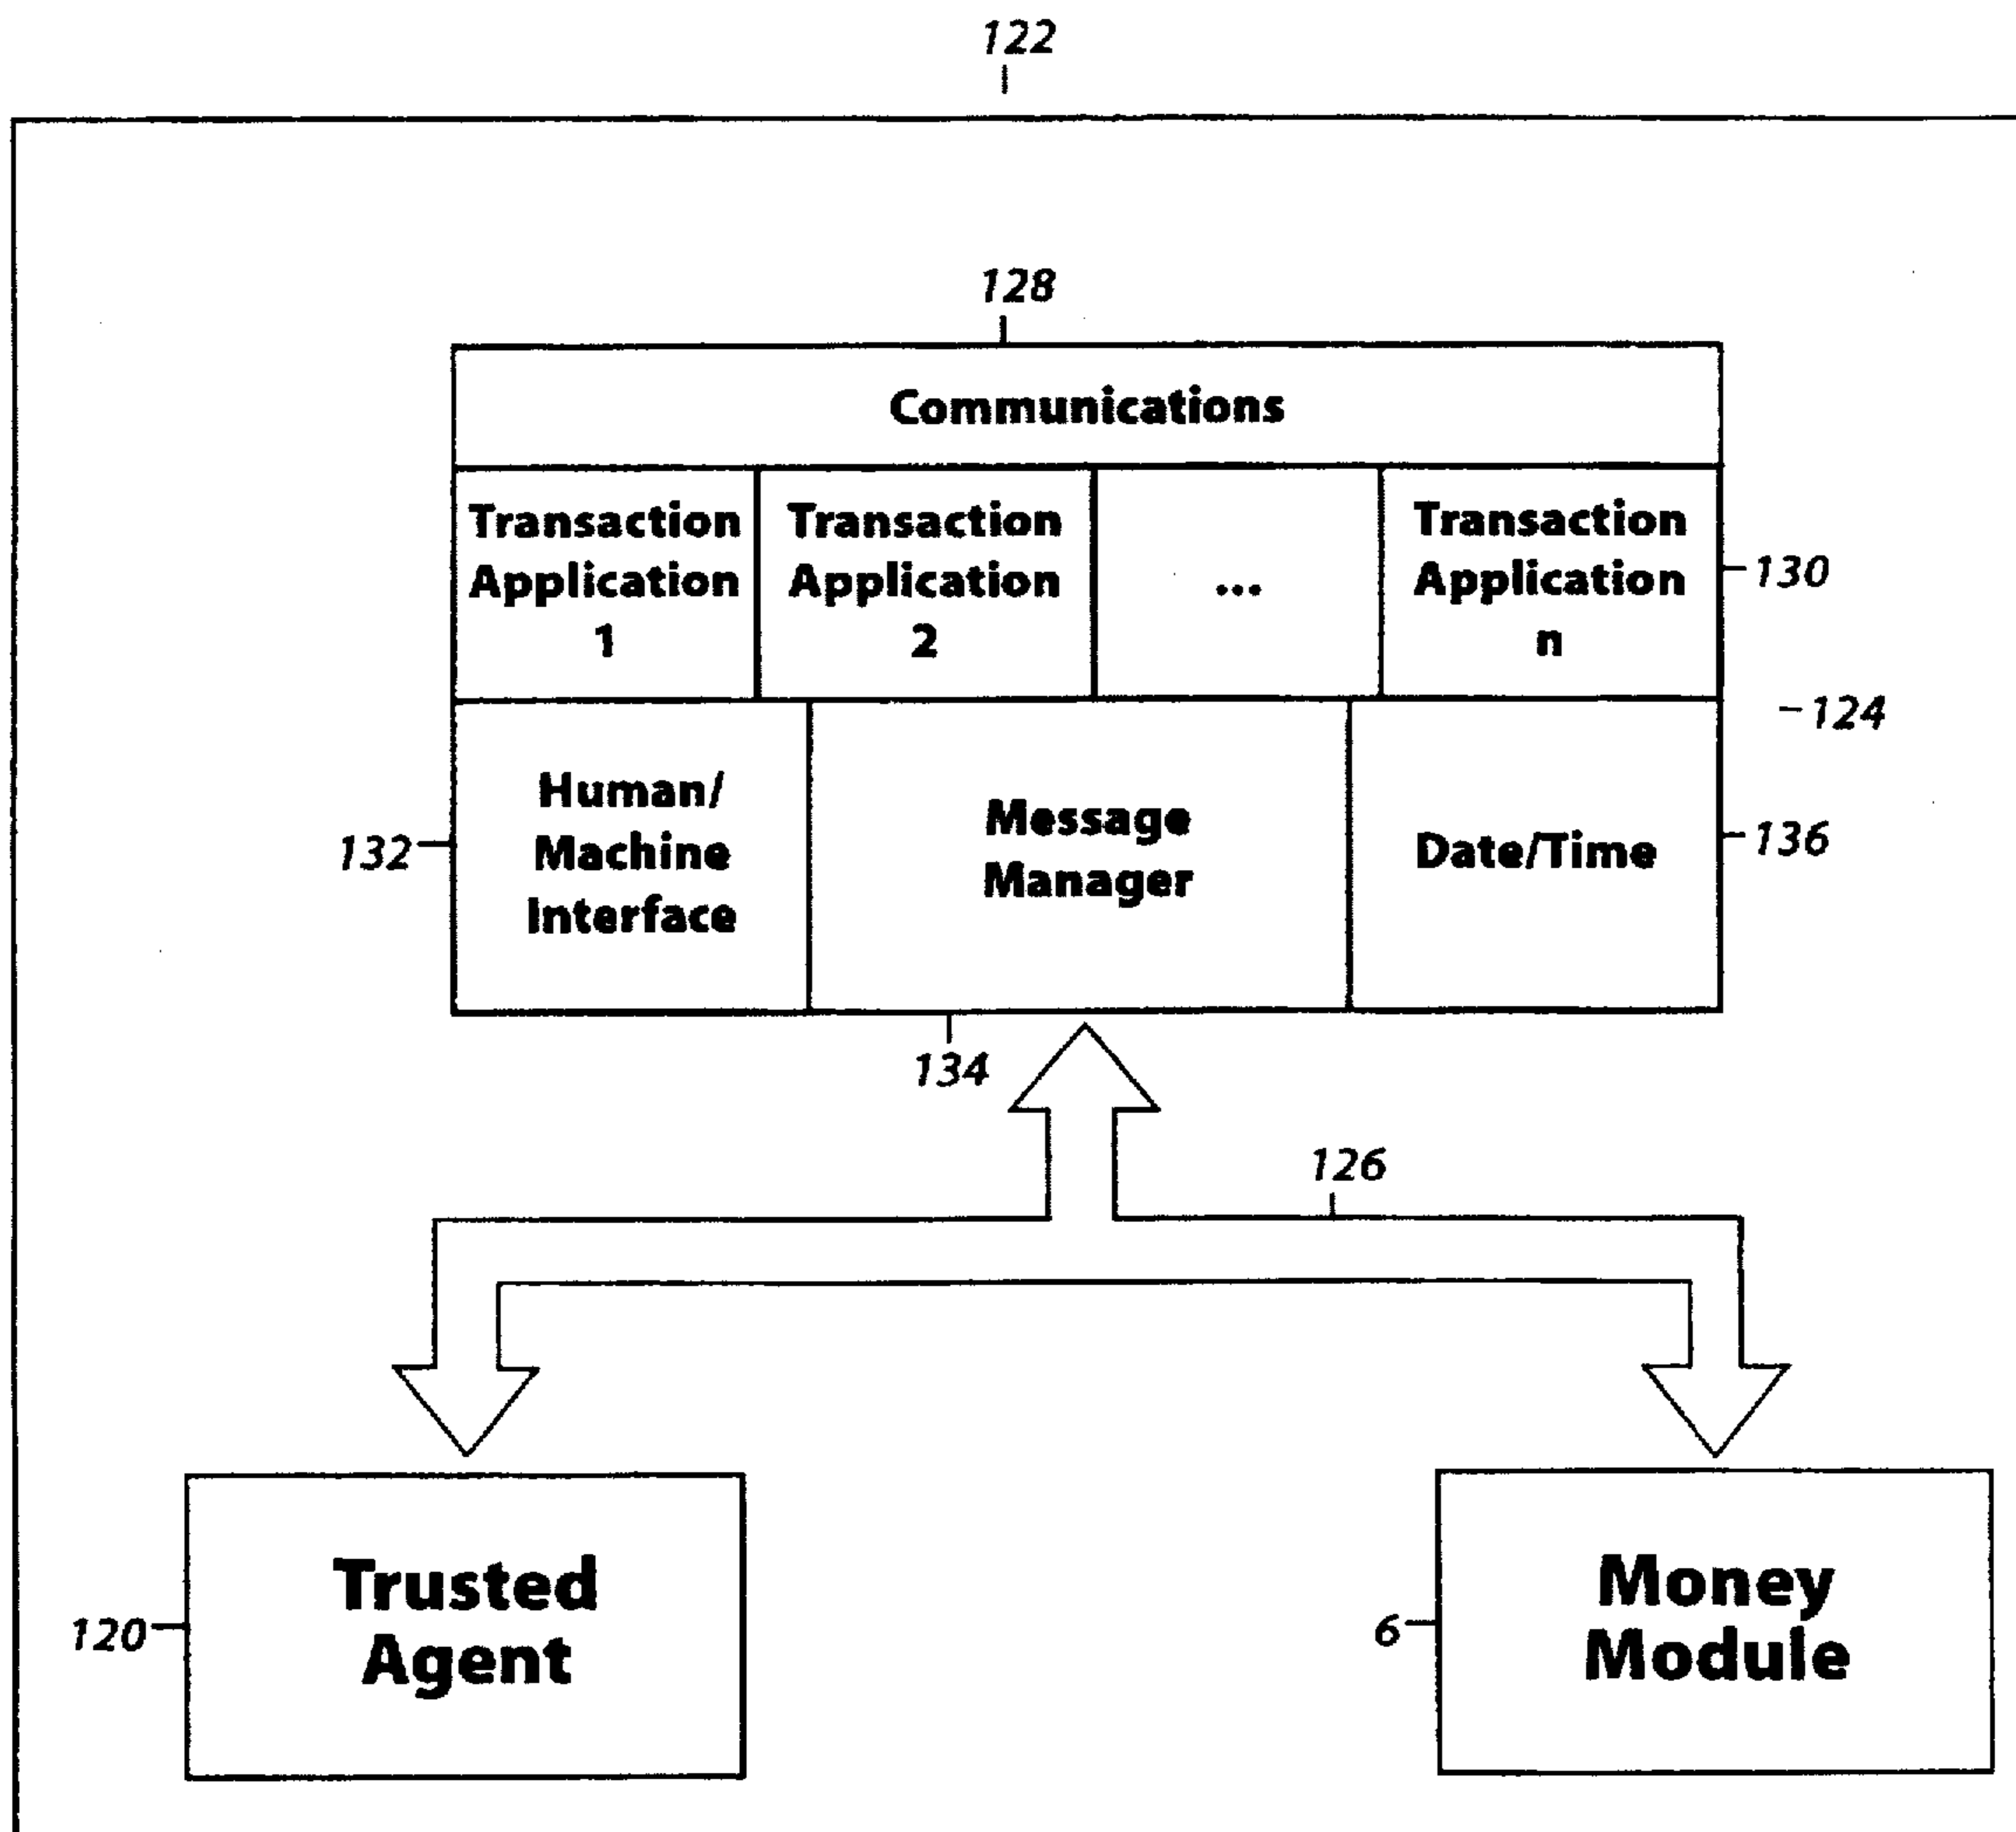 122
128
Communications
Transaction
Application
1
Transaction
Application
2
...
Transaction
Application
n
130
124
Human/
Machine
Interface
132
Message
Manager
Date/Time
136
134
126
Trusted
Agent
120
Money
Module
6